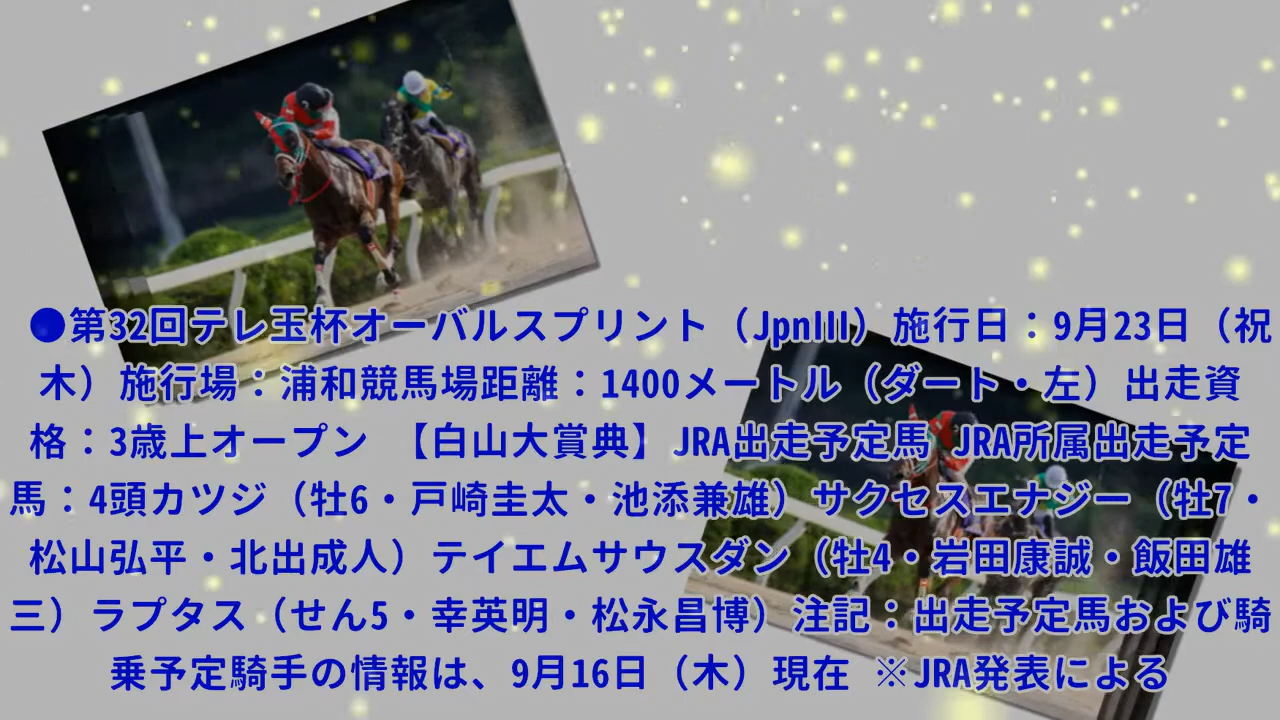 ●第32回テレ玉杯オーバルスプリント（JpnIII）施行日：9月23日（祝
木）施行場：浦和競馬場距離：1400メートル（ダート・左）出走資
格：3歳上オープン 【白山大賞典】JRA出走予定馬 JRA所属出走予定
馬：4頭カツジ（牡6・戸崎圭太・池添兼雄）サクセスエナジー（牡7・
松山弘平・北出成人）テイエムサウスダン（牡4・岩田康誠・飯田雄
三）ラプタス（せん5・幸英明・松永昌博）注記：出走予定馬および騎
乗予定騎手の情報は、9月16日（木）現在 ※JRA発表による